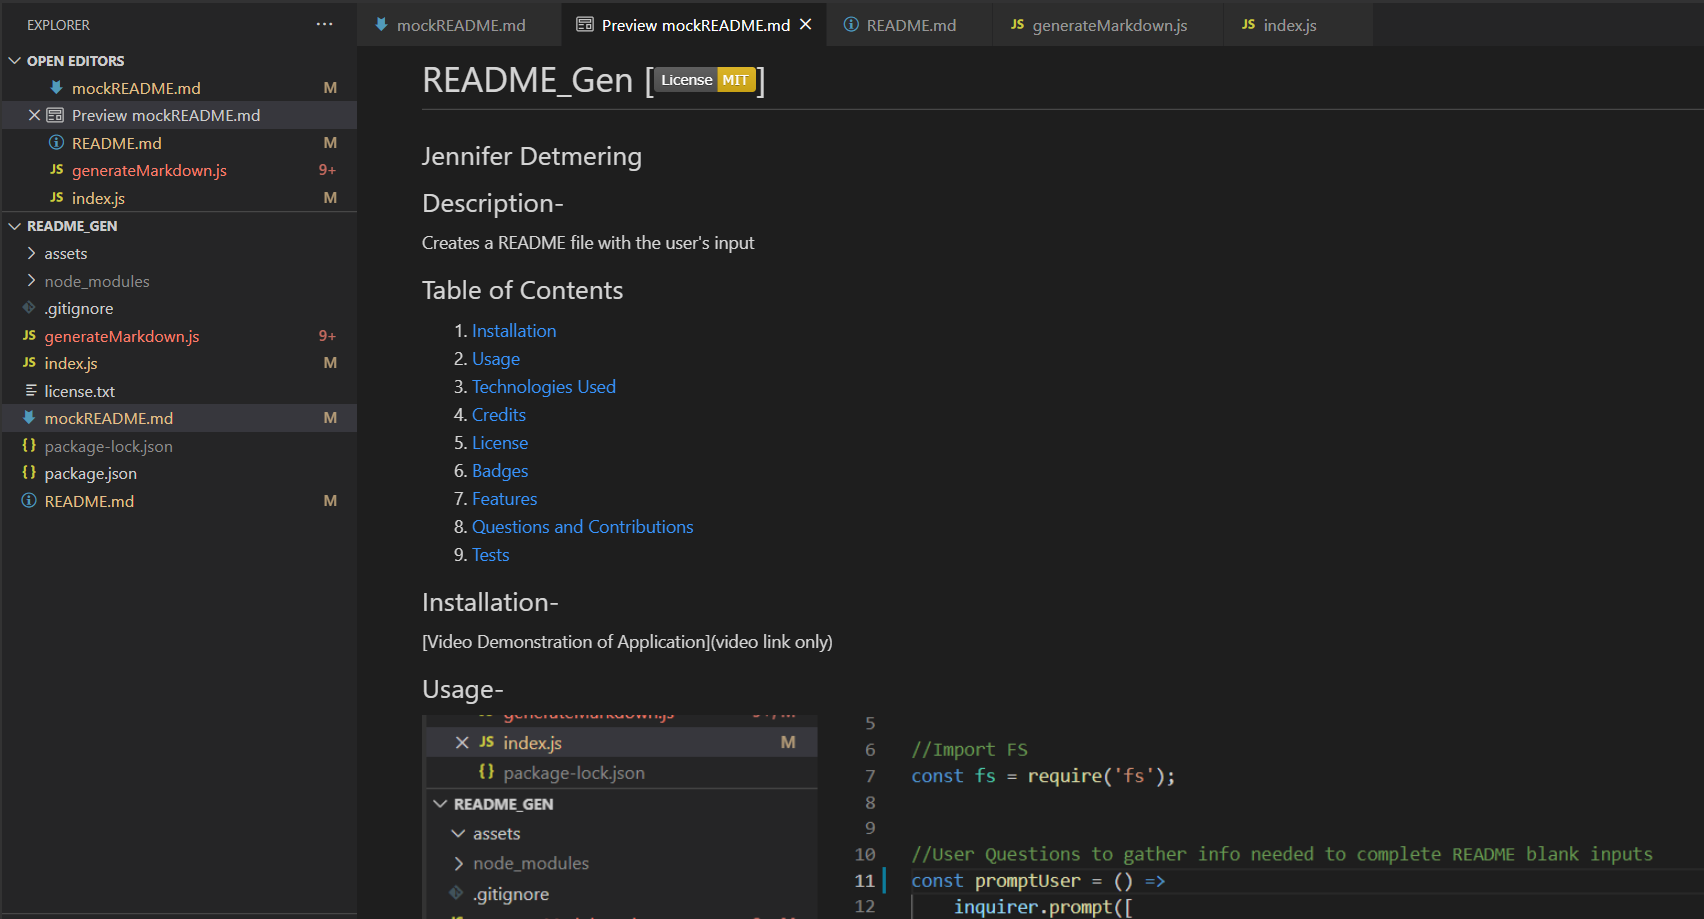 EXPLORER ...
OPEN EDITORS
mockREADME.md M
Preview mockREADME.md
README.md M
JS generateMarkdown.js 9+
JS index.js M
README_GEN
assets
node_modules
.gitignore
JS generateMarkdown.js 9+
JS index.js M
license.txt
mockREADME.md M
{} package-lock.json
{} package.json
README.md M
mockREADME.md
Preview mockREADME.md
README.md
JS generateMarkdown.js
JS index.js
README_Gen [License MIT]
Jennifer Detmering
Description-
Creates a README file with the user's input
Table of Contents
1. Installation
2. Usage
3. Technologies Used
4. Credits
5. License
6. Badges
7. Features
8. Questions and Contributions
9. Tests
Installation-
[Video Demonstration of Application](video link only)
Usage-
generateMarkdown.js 9+, M
JS index.js M
{} package-lock.json
README_GEN
assets
node_modules
.gitignore
5
6 //Import FS
7 const fs = require('fs');
8
9
10 //User Questions to gather info needed to complete README blank inputs
11 const promptUser = () =>
12 inquirer.prompt([